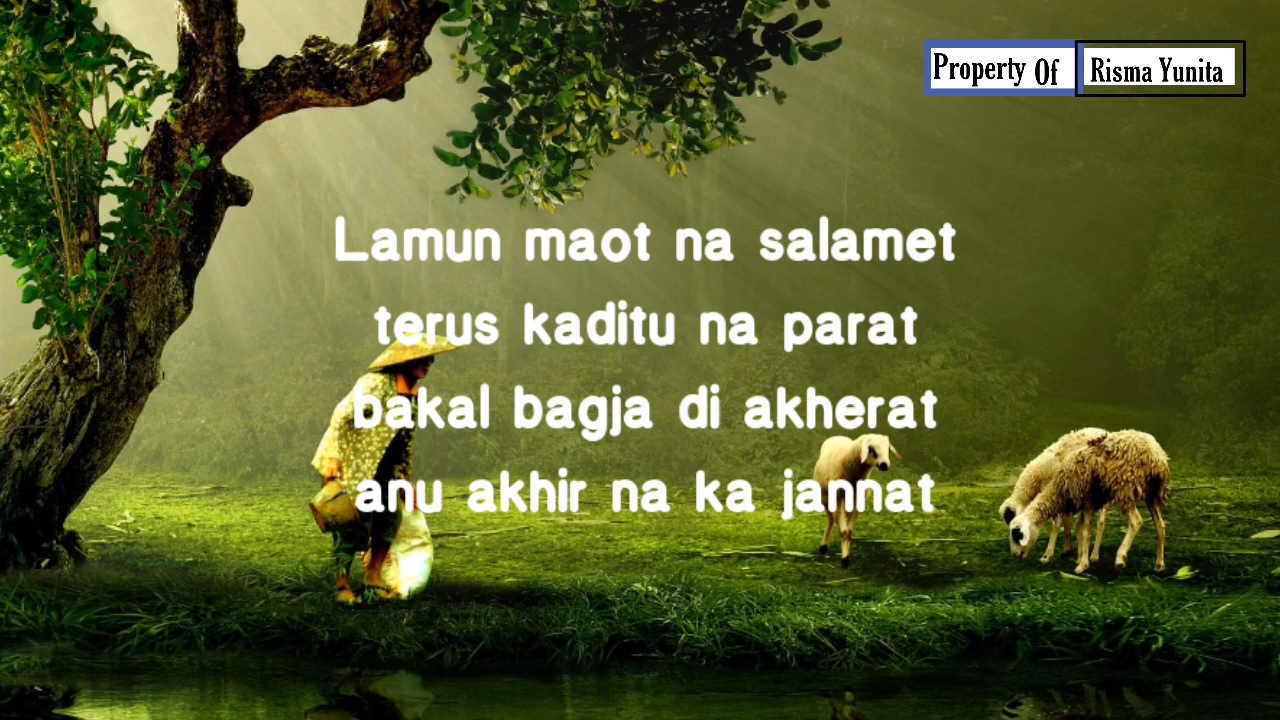 Property Of Risma Yunita
Lamun maot na salamet
terus kaditu na parat
bakal bagja di akherat
anu akhir na ka jannat